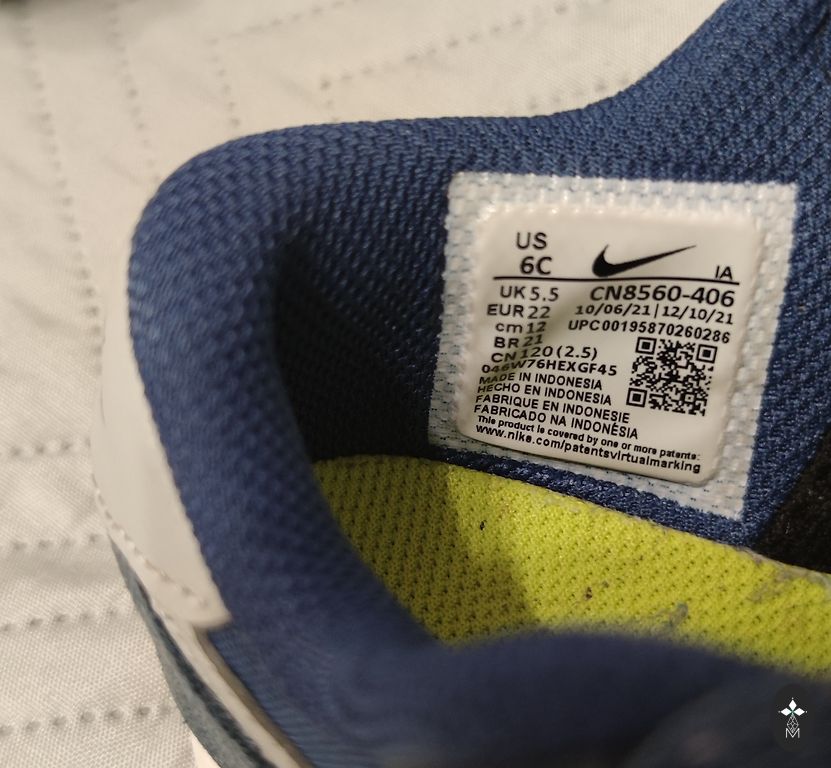 US
6C
IA
UK 5.5 CN8560-406
EUR 22 10/06/21|12/10/21
cm 12 UPC00195870260286
BR 21
CN 120 (2.5)
046W76HEXGF45
MADE IN INDONESIA
HECHO EN INDONESIA
FABRIQUE EN INDONESIE
FABRICADO NA INDONÉSIA
This product is covered by one or more patents:
www.nike.com/patentsvirtualmarking
M